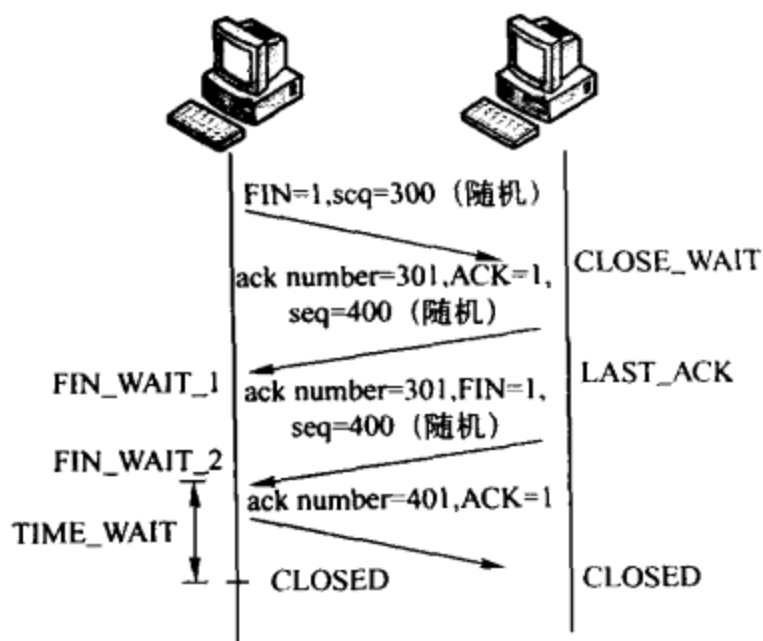 FIN=1,scq=300 (随机)
CLOSE_WAIT
ack number=301,ACK=1,
seq=400 (随机)
FIN_WAIT_1
LAST_ACK
ack number=301,FIN=1,
seq=400 (随机)
FIN_WAIT_2
ack number=401,ACK=1
TIME_WAIT
CLOSED
CLOSED